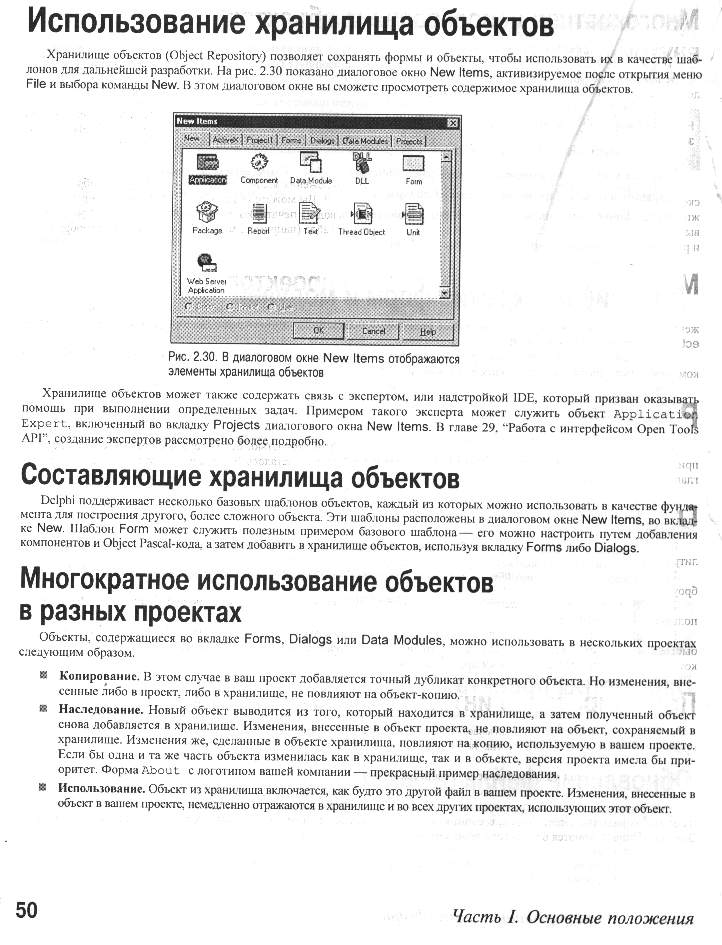 Использование хранилища объектов
Хранилище объектов (Object Repository) позволяет сохранять формы и объекты, чтобы использовать их в качестве шаб-
лонов для дальнейшей разработки. На рис. 2.30 показано диалоговое окно New Items, активизируемое после открытия меню
File и выбора команды New. В этом диалоговом окне вы сможете просмотреть содержимое хранилища объектов.
New Items
New ActiveX Project1 Forms Dialogs Data Modules Projects
Application Component Data Module DLL Form
Package Report Text Thread Object Unit
Web Server
Application
OK Cancel Help
Рис. 2.30. В диалоговом окне New Items отображаются
элементы хранилища объектов
Хранилище объектов может также содержать связь с экспертом, или надстройкой IDE, который призван оказывать
помощь при выполнении определенных задач. Примером такого эксперта может служить объект Application
Expert, включенный во вкладку Projects диалогового окна New Items. В главе 29, “Работа с интерфейсом Open Tools
API”, создание экспертов рассмотрено более подробно.
Составляющие хранилища объектов
Delphi поддерживает несколько базовых шаблонов объектов, каждый из которых можно использовать в качестве фунда-
мента для построения другого, более сложного объекта. Эти шаблоны расположены в диалоговом окне New Items, во вклад-
ке New. Шаблон Form может служить полезным примером базового шаблона — его можно настроить путем добавления
компонентов и Object Pascal-кода, а затем добавить в хранилище объектов, используя вкладку Forms либо Dialogs.
Многократное использование объектов
в разных проектах
Объекты, содержащиеся во вкладке Forms, Dialogs или Data Modules, можно использовать в нескольких проектах
следующим образом.
Копирование. В этом случае в ваш проект добавляется точный дубликат конкретного объекта. Но изменения, вне-
сенные либо в проект, либо в хранилище, не повлияют на объект-копию.
Наследование. Новый объект выводится из того, который находится в хранилище, а затем полученный объект
снова добавляется в хранилище. Изменения, внесенные в объект проекта, не повлияют на объект, сохраняемый в
хранилище. Изменения же, сделанные в объекте хранилища, повлияют на копию, используемую в вашем проекте.
Если бы одна и та же часть объекта изменилась как в хранилище, так и в объекте, версия проекта имела бы при-
оритет. Форма About с логотипом вашей компании — прекрасный пример наследования.
Использование. Объект из хранилища включается, как будто это другой файл в вашем проекте. Изменения, внесенные в
объект в вашем проекте, немедленно отражаются в хранилище и во всех других проектах, использующих этот объект.
50
Часть I. Основные положения